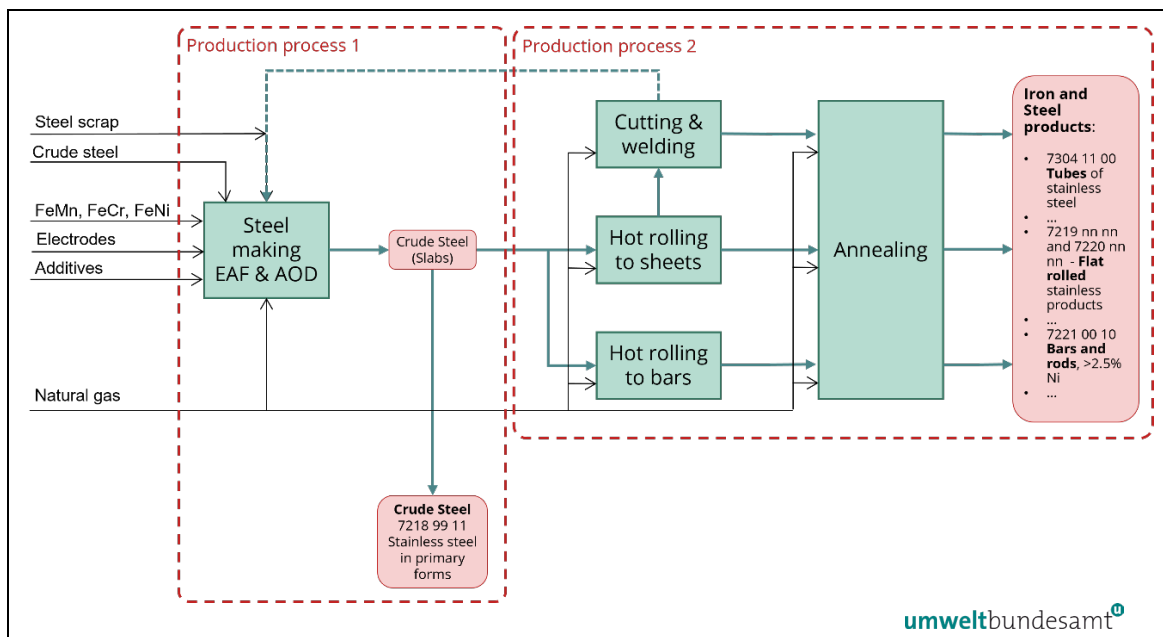 Production process 1
Production process 2
Steel scrap
Crude steel
FeMn, FeCr, FeNi
Electrodes
Additives
Natural gas
Steel
making
EAF & AOD
Crude Steel
(Slabs)
Crude Steel
7218 99 11
Stainless steel
in primary
forms
Cutting &
welding
Hot rolling
to sheets
Hot rolling
to bars
Annealing
Iron and
Steel
products:
• 7304 11 00
Tubes of
stainless
steel
• ...
• 7219 nn nn
and 7220 nn
nn - Flat
rolled
stainless
products
• ...
• 7221 00 10
Bars and
rods, >2.5%
Ni
• ...
umweltbundesamt u